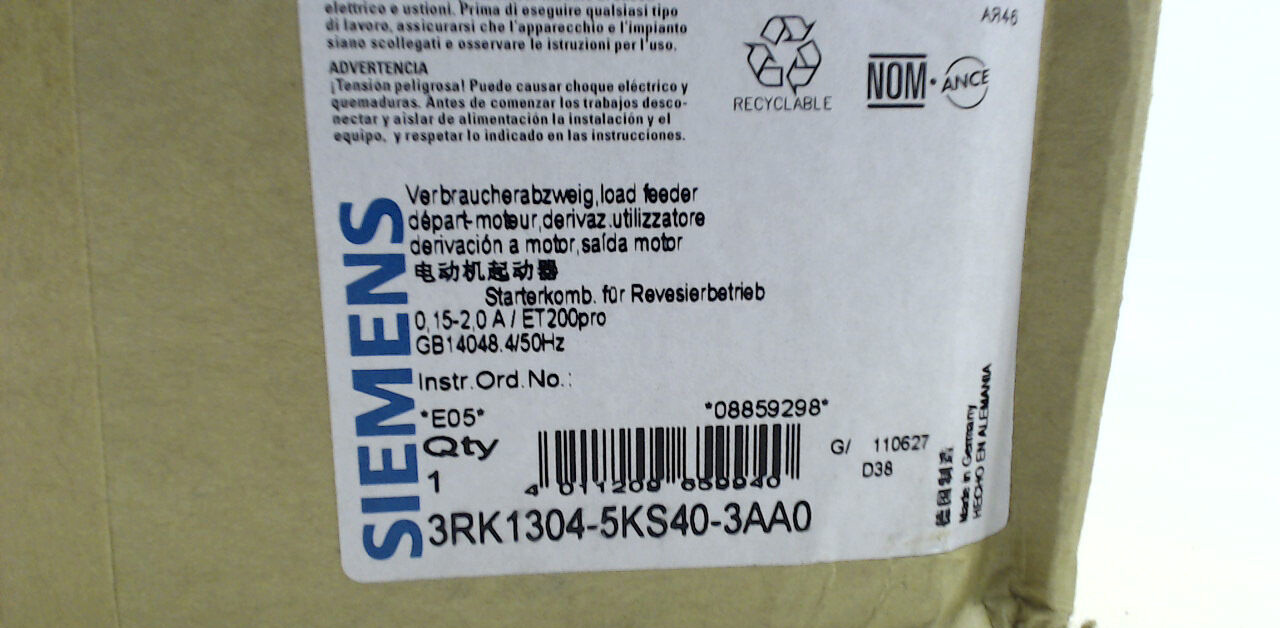 elettrico e ustioni. Prima di eseguire qualsiasi tipo
di lavoro, assicurarsi che l'apparecchio e l'impianto
siano scollegati e osservare le istruzioni per l'uso.
ADVERTENCIA
¡Tensión peligrosa! Puede causar choque eléctrico y
quemaduras. Antes de comenzar los trabajos desco-
nectar y aislar de alimentación la instalación y el
equipo, y respetar lo indicado en las instrucciones.
AR46
RECYCLABLE
NOM·ANCE
SIEMENS
Verbraucherabzweig,load feeder
départ-moteur,derivaz.utilizzatore
derivación a motor,saída motor
电动机起动器
Starterkomb. für Revesierbetrieb
0,15-2,0 A / ET200pro
GB14048.4/50Hz
Instr.Ord.No.:
*E05*
*08859298*
Qty
1
G/ 110627
D38
德国制造
Made in Germany
HECHO EN ALEMANIA
3RK1304-5KS40-3AA0